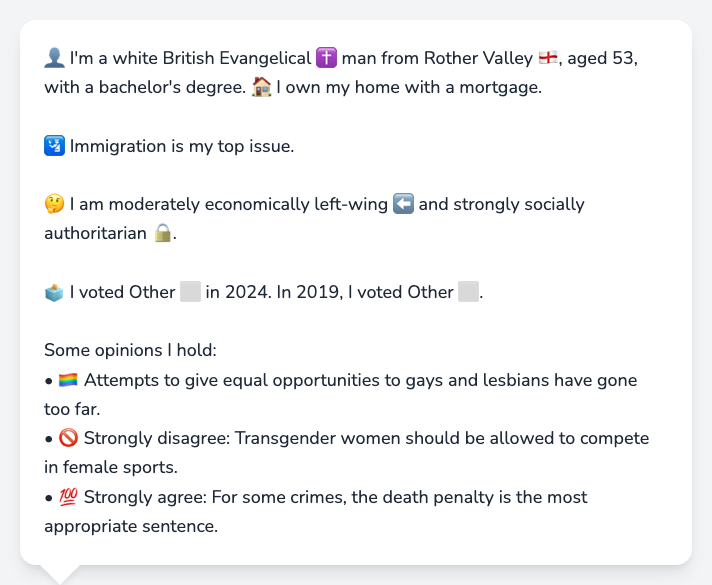 👤 I'm a white British Evangelical ✝️ man from Rother Valley 🏴󠁧󠁢󠁥󠁮󠁧󠁿, aged 53,
with a bachelor's degree. 🏠 I own my home with a mortgage.
🛂 Immigration is my top issue.
🤔 I am moderately economically left-wing ⬅️ and strongly socially
authoritarian 🔒.
🗳️ I voted Other ⬜ in 2024. In 2019, I voted Other ⬜.
Some opinions I hold:
• 🏳️‍🌈 Attempts to give equal opportunities to gays and lesbians have gone
too far.
• 🚫 Strongly disagree: Transgender women should be allowed to compete
in female sports.
• 💯 Strongly agree: For some crimes, the death penalty is the most
appropriate sentence.